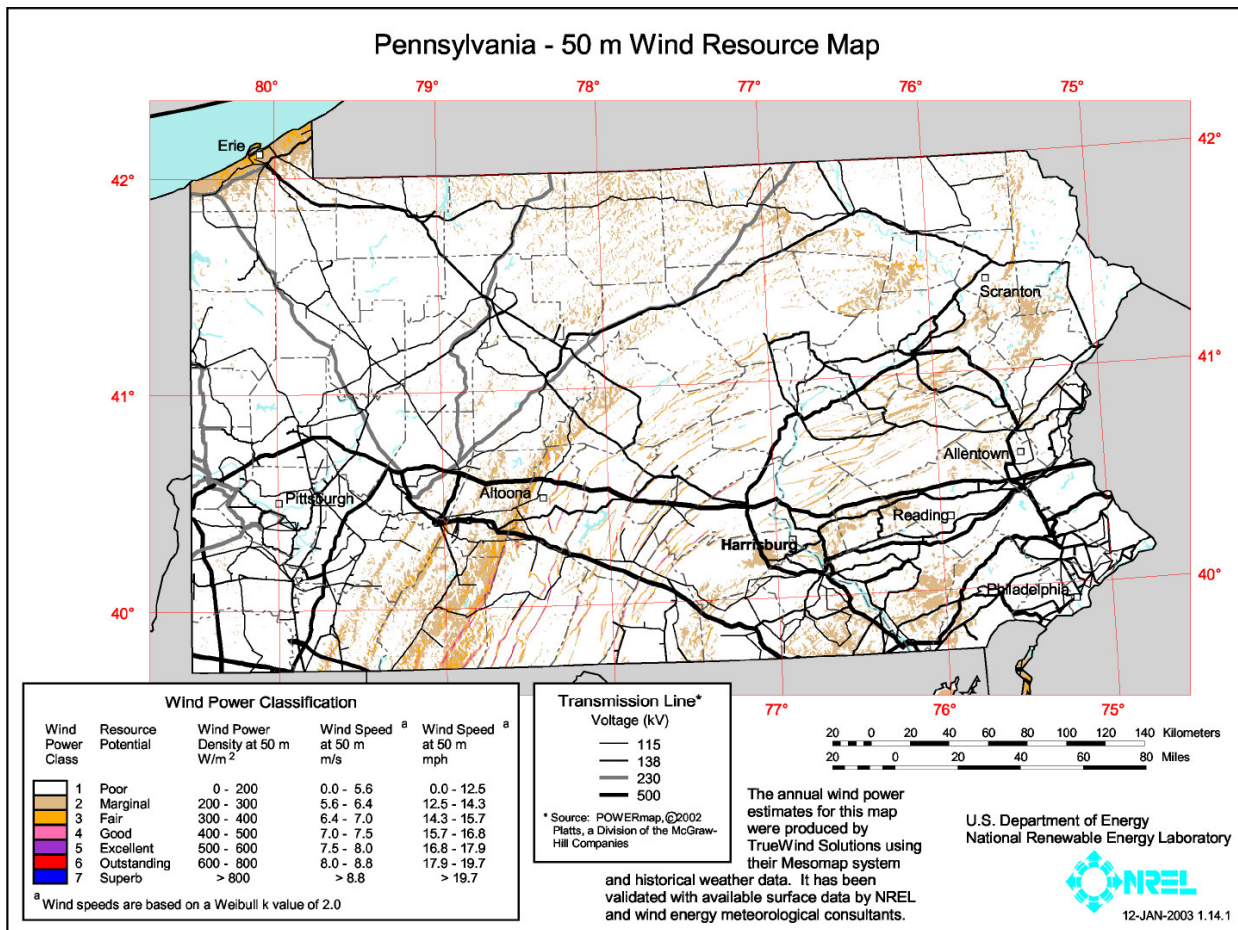 Pennsylvania - 50 m Wind Resource Map
80° 79° 78° 77° 76° 75°
42° 42°
41° 41°
40° 40°
77° 76° 75°
Erie
Scranton
Allentown
Pittsburgh
Altoona
Reading
Harrisburg
Philadelphia
Wind Power Classification
Wind Power Class
Resource Potential
Wind Power Density at 50 m W/m²
Wind Speed a at 50 m m/s
Wind Speed a at 50 m mph
1 Poor 0 - 200 0.0 - 5.6 0.0 - 12.5
2 Marginal 200 - 300 5.6 - 6.4 12.5 - 14.3
3 Fair 300 - 400 6.4 - 7.0 14.3 - 15.7
4 Good 400 - 500 7.0 - 7.5 15.7 - 16.8
5 Excellent 500 - 600 7.5 - 8.0 16.8 - 17.9
6 Outstanding 600 - 800 8.0 - 8.8 17.9 - 19.7
7 Superb > 800 > 8.8 > 19.7
a Wind speeds are based on a Weibull k value of 2.0
Transmission Line*
Voltage (kV)
115
138
230
500
* Source: POWERmap, ©2002
Platts, a Division of the McGraw-
Hill Companies
20 0 20 40 60 80 100 120 140 Kilometers
20 0 20 40 60 80 Miles
The annual wind power
estimates for this map
were produced by
TrueWind Solutions using
their Mesomap system
and historical weather data. It has been
validated with available surface data by NREL
and wind energy meteorological consultants.
U.S. Department of Energy
National Renewable Energy Laboratory
NREL
12-JAN-2003 1.14.1